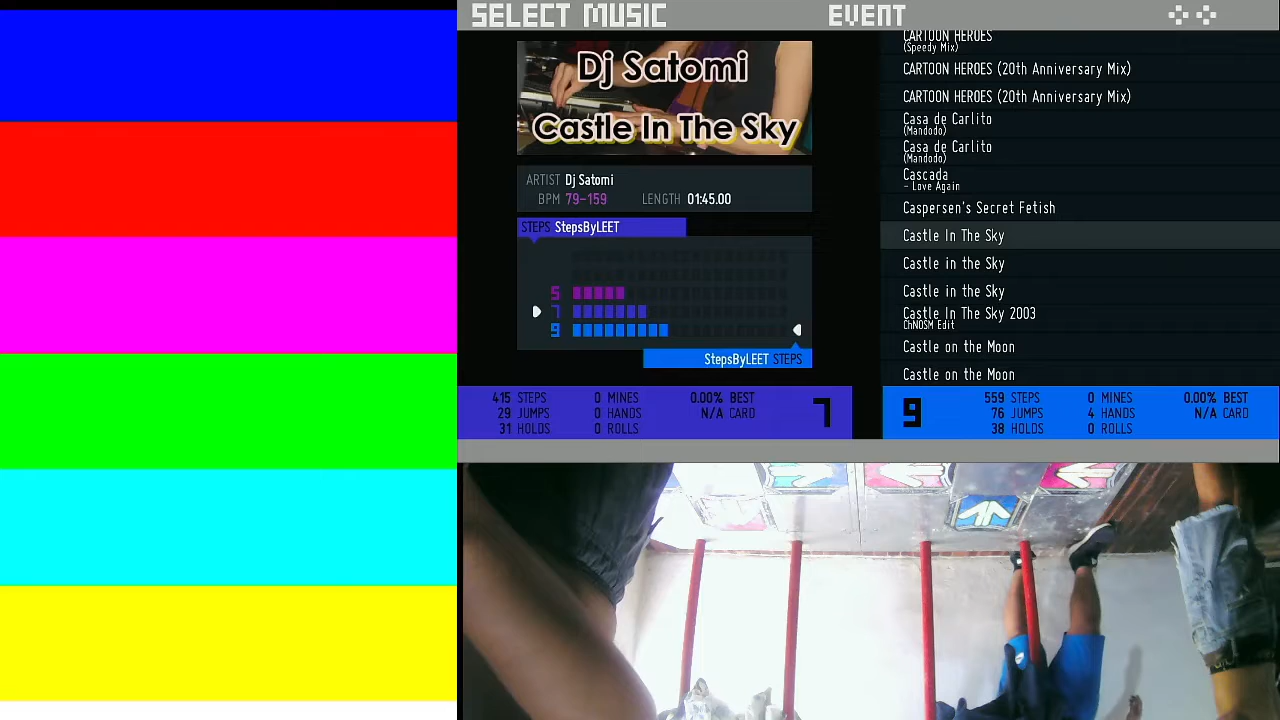 SELECT MUSIC
EVENT
Dj Satomi
Castle In The Sky
ARTIST Dj Satomi
BPM 79-159 LENGTH 01:45.00
STEPS StepsByLEET
5
7
9
StepsByLEET STEPS
CARTOON HEROES
(Speedy Mix)
CARTOON HEROES (20th Anniversary Mix)
CARTOON HEROES (20th Anniversary Mix)
Casa de Carlito
(Mandodo)
Casa de Carlito
(Mandodo)
Cascada
- Love Again
Caspersen's Secret Fetish
Castle In The Sky
Castle in the Sky
Castle in the Sky
Castle In The Sky 2003
ChNOSM Edit
Castle on the Moon
Castle on the Moon
415 STEPS 0 MINES 0.00% BEST
29 JUMPS 0 HANDS N/A CARD
31 HOLDS 0 ROLLS
7
9
559 STEPS 0 MINES 0.00% BEST
76 JUMPS 4 HANDS N/A CARD
38 HOLDS 0 ROLLS